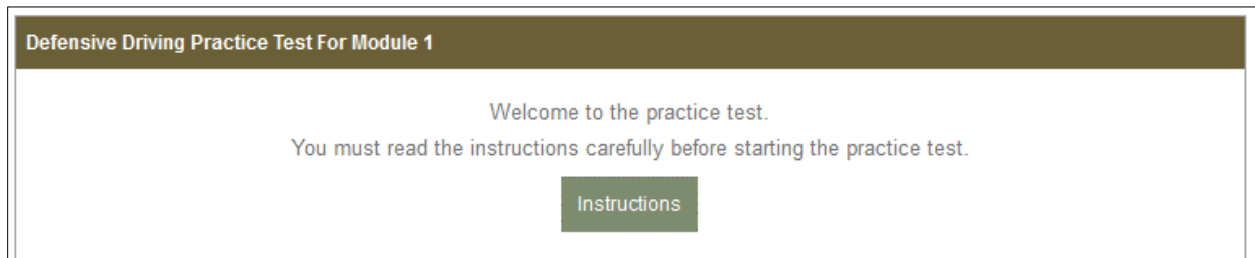 Defensive Driving Practice Test For Module 1
Welcome to the practice test.
You must read the instructions carefully before starting the practice test.
Instructions